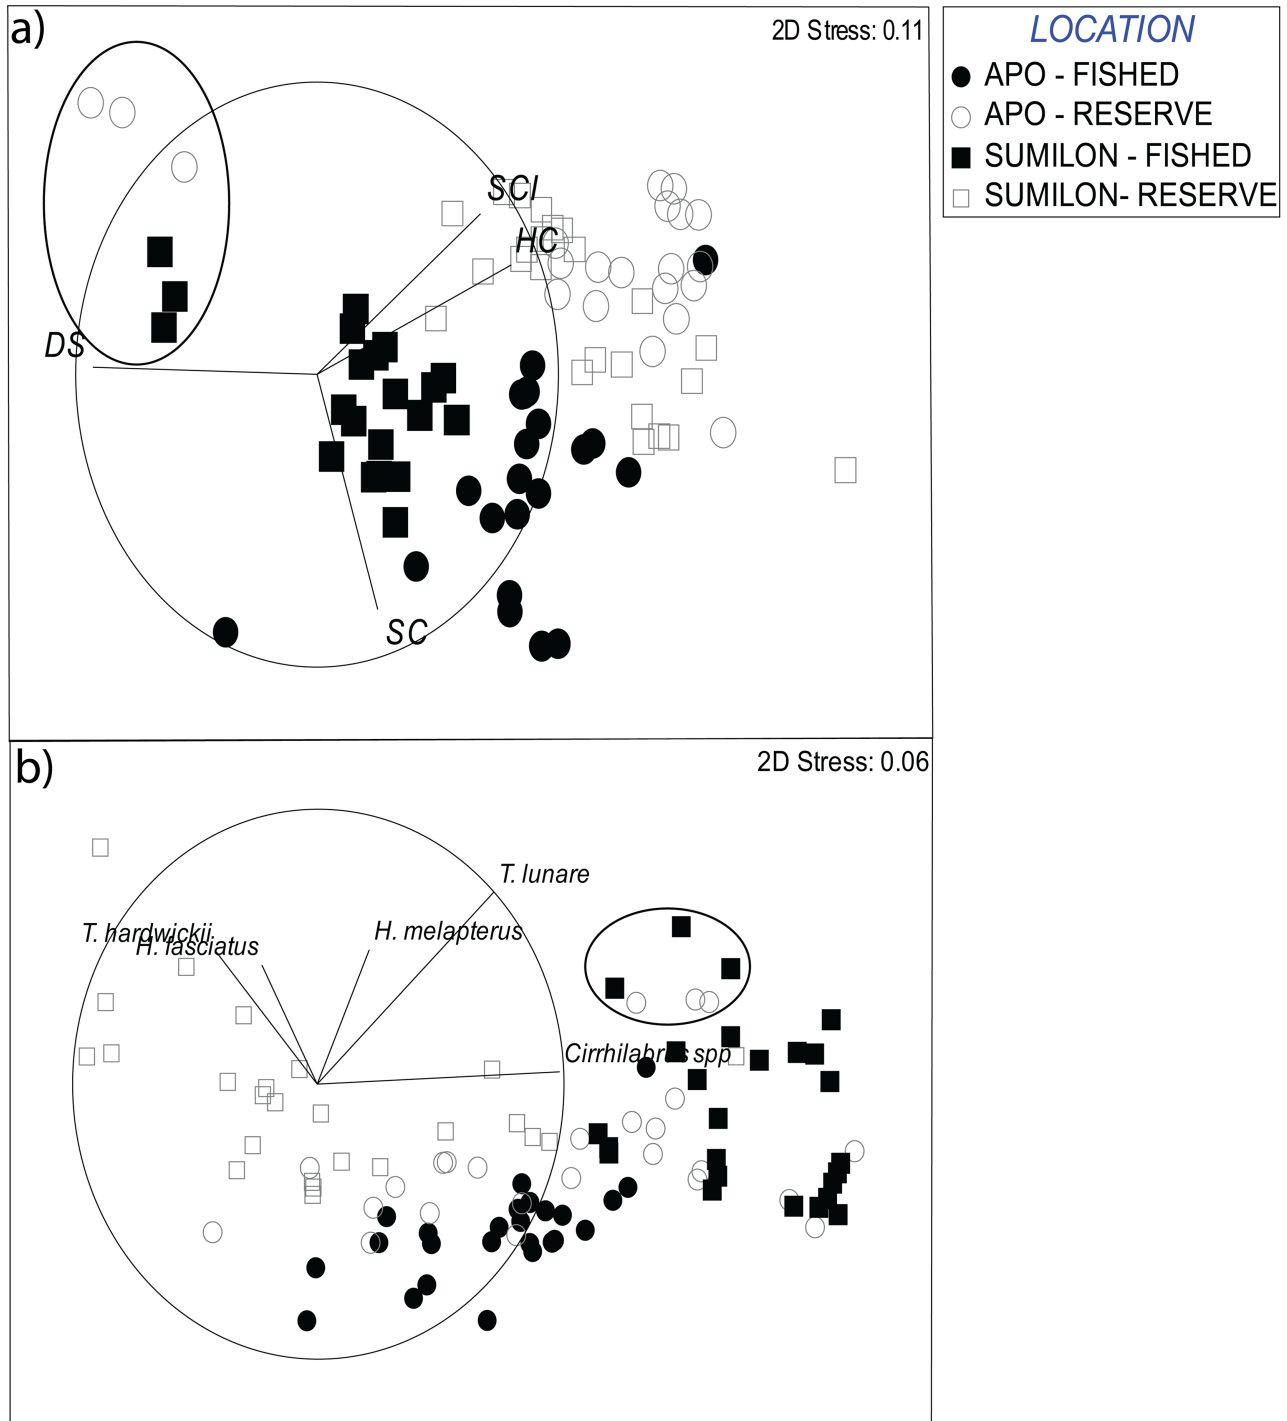 a)
2D Stress: 0.11
LOCATION
APO - FISHED
APO - RESERVE
SUMILON - FISHED
SUMILON- RESERVE
SCI
HC
DS
SC
b)
2D Stress: 0.06
T. lunare
T. hardwickii
H. melapterus
H. fasciatus
Cirrhilabrus spp